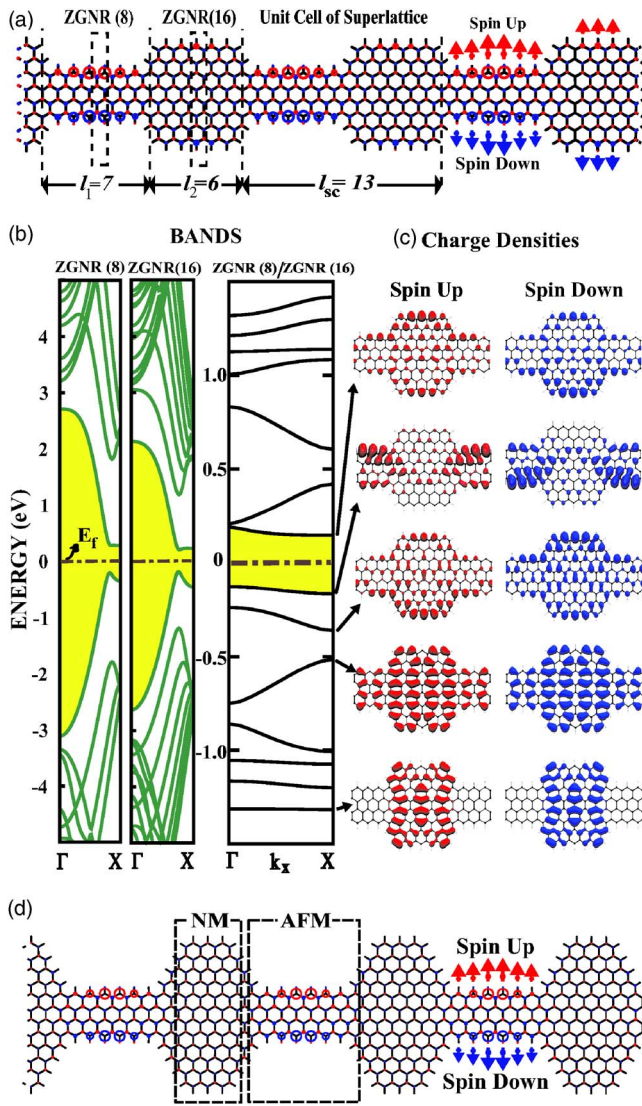 (a)
ZGNR (8) ZGNR(16) Unit Cell of Superlattice Spin Up
Spin Down
l1=7 l2=6 lsc= 13
(b) BANDS (c) Charge Densities
ZGNR (8) ZGNR(16) ZGNR (8)/ZGNR (16) Spin Up Spin Down
ENERGY (eV)
4
3
2
1
0
-1
-2
-3
-4
Ef
1.0
0.5
0
-0.5
-1.0
Γ X Γ X Γ kx X
(d)
NM AFM Spin Up
Spin Down